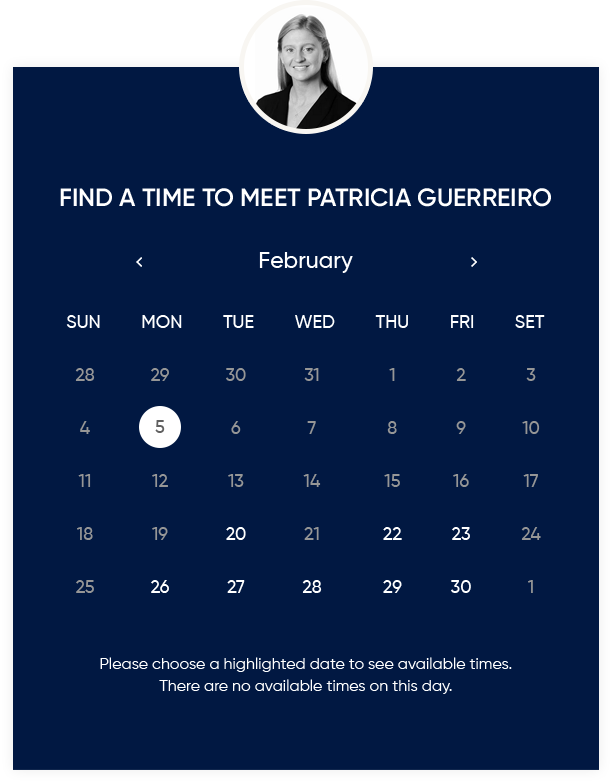 FIND A TIME TO MEET PATRICIA GUERREIRO
February
SUN MON TUE WED THU FRI SET
28 29 30 31 1 2 3
4 5 6 7 8 9 10
11 12 13 14 15 16 17
18 19 20 21 22 23 24
25 26 27 28 29 30 1
Please choose a highlighted date to see available times.
There are no available times on this day.